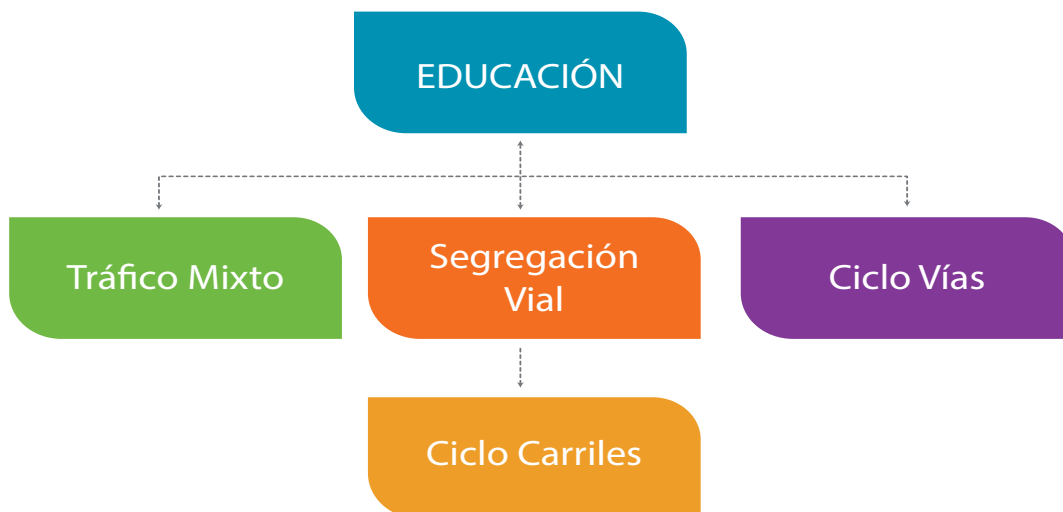 EDUCACIÓN
Tráfico Mixto
Segregación
Vial
Ciclo Vías
Ciclo Carriles